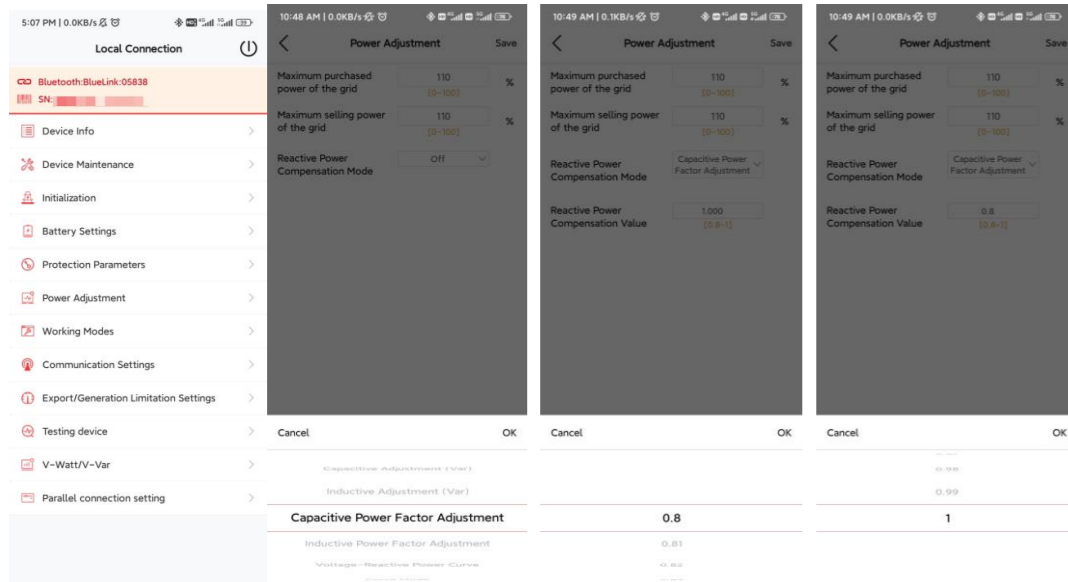 5:07 PM | 0.0KB/s
Local Connection
Bluetooth:BlueLink:05838
SN:
Device Info
Device Maintenance
Initialization
Battery Settings
Protection Parameters
Power Adjustment
Working Modes
Communication Settings
Export/Generation Limitation Settings
Testing device
V-Watt/V-Var
Parallel connection setting
10:48 AM | 0.0KB/s
Power Adjustment
Save
Maximum purchased
power of the grid
110
%
[0~100]
Maximum selling power
of the grid
110
%
[0~100]
Reactive Power
Compensation Mode
Off
Cancel
OK
Capacitive Adjustment (Var)
Inductive Adjustment (Var)
Capacitive Power Factor Adjustment
Inductive Power Factor Adjustment
Voltage-Reactive Power Curve
10:49 AM | 0.1KB/s
Power Adjustment
Save
Maximum purchased
power of the grid
110
%
[0~100]
Maximum selling power
of the grid
110
%
[0~100]
Reactive Power
Compensation Mode
Capacitive Power
Factor Adjustment
Reactive Power
Compensation Value
1.000
[0.8~1]
Cancel
OK
0.8
0.81
0.82
10:49 AM | 0.0KB/s
Power Adjustment
Save
Maximum purchased
power of the grid
110
%
[0~100]
Maximum selling power
of the grid
110
%
[0~100]
Reactive Power
Compensation Mode
Capacitive Power
Factor Adjustment
Reactive Power
Compensation Value
0.8
[0.8~1]
Cancel
OK
0.98
0.99
1